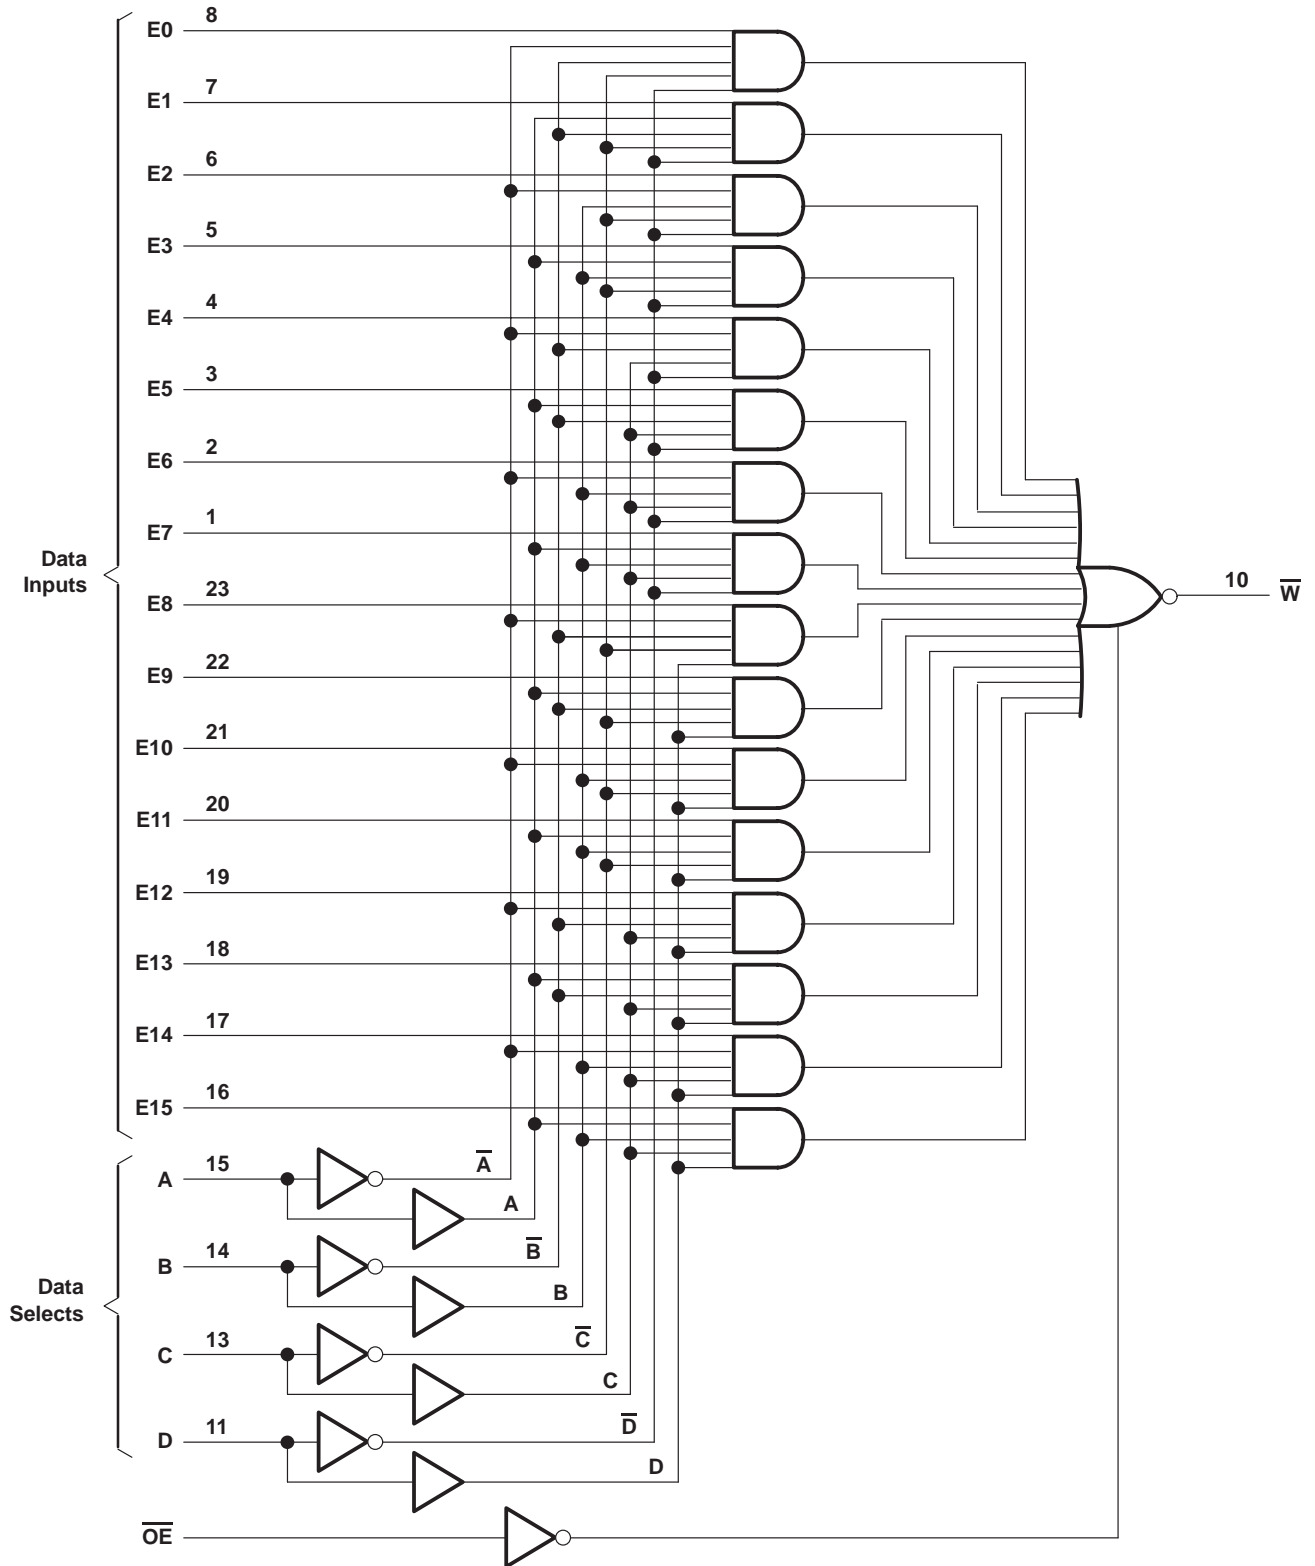 8
E0
7
E1
6
E2
5
E3
4
E4
3
E5
2
E6
1
E7
Data
Inputs
23
E8
10
W̅
22
E9
21
E10
20
E11
19
E12
18
E13
17
E14
16
E15
15
A
A̅
A
14
B
B̅
B
Data
Selects
13
C
C̅
C
11
D
D̅
D
O̅E̅